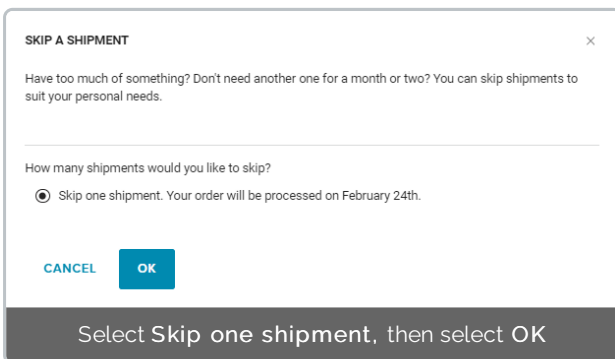 SKIP A SHIPMENT
×
Have too much of something? Don't need another one for a month or two? You can skip shipments to
suit your personal needs.
How many shipments would you like to skip?
Skip one shipment. Your order will be processed on February 24th.
CANCEL OK
Select Skip one shipment, then select OK